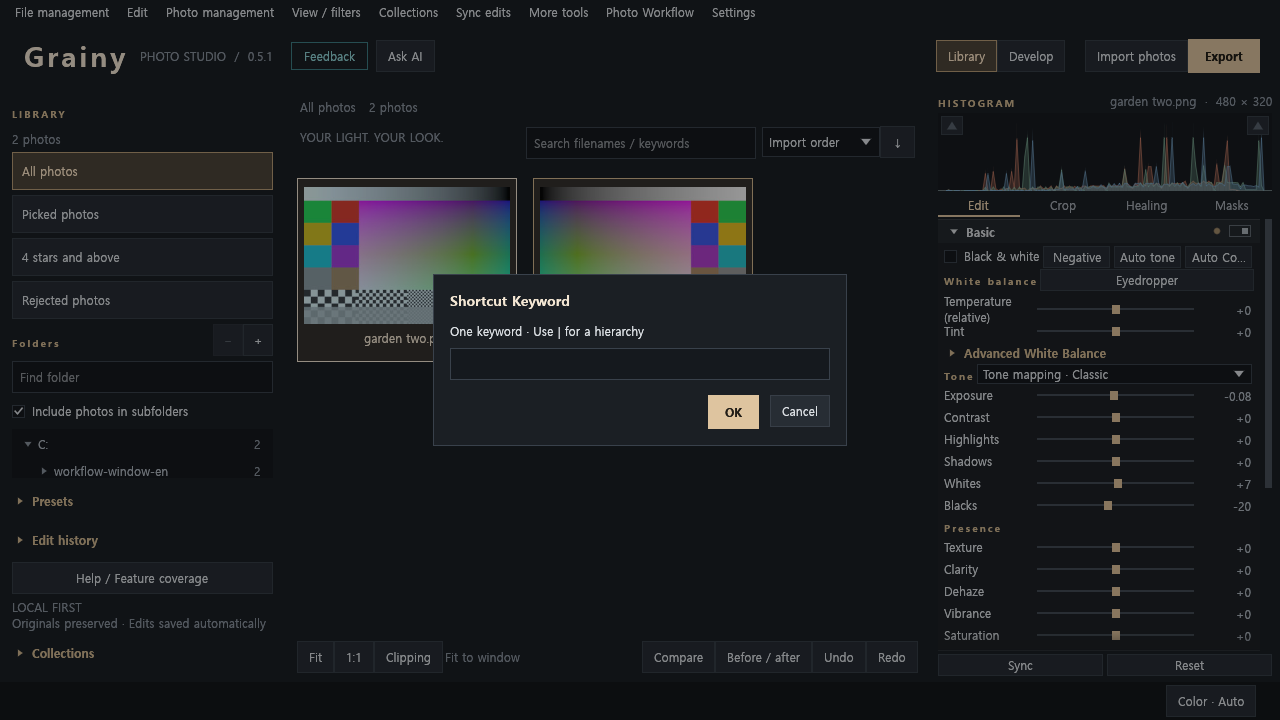 File management Edit Photo management View / filters Collections Sync edits More tools Photo Workflow Settings
Grainy PHOTO STUDIO / 0.5.1 Feedback Ask AI Library Develop Import photos Export
LIBRARY
2 photos
All photos
Picked photos
4 stars and above
Rejected photos
Folders − +
Find folder
Include photos in subfolders
C: 2
workflow-window-en 2
Presets
Edit history
Help / Feature coverage
LOCAL FIRST
Originals preserved · Edits saved automatically
Collections
All photos 2 photos
YOUR LIGHT. YOUR LOOK.
Search filenames / keywords Import order ↓
garden two.p
Shortcut Keyword
One keyword · Use | for a hierarchy
OK Cancel
Fit 1:1 Clipping Fit to window Compare Before / after Undo Redo
HISTOGRAM garden two.png · 480 × 320
Edit Crop Healing Masks
Basic
Black & white Negative Auto tone Auto Co...
White balance Eyedropper
Temperature
(relative) +0
Tint +0
Advanced White Balance
Tone Tone mapping · Classic
Exposure -0.08
Contrast +0
Highlights +0
Shadows +0
Whites +7
Blacks -20
Presence
Texture +0
Clarity +0
Dehaze +0
Vibrance +0
Saturation +0
Sync Reset
Color · Auto